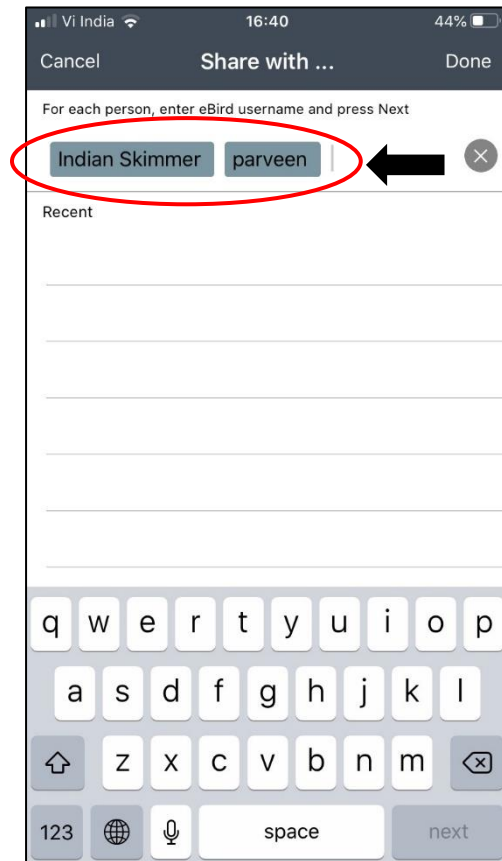 Vi India 16:40 44%
Cancel Share with ... Done
For each person, enter eBird username and press Next
Indian Skimmer parveen
Recent
q w e r t y u i o p
a s d f g h j k l
z x c v b n m
123 space next